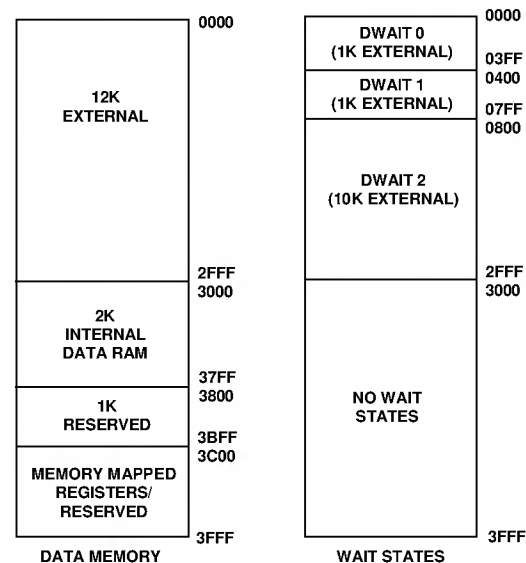 0000
12K
EXTERNAL
2FFF
3000
2K
INTERNAL
DATA RAM
37FF
3800
1K
RESERVED
3BFF
3C00
MEMORY MAPPED
REGISTERS/
RESERVED
3FFF
DATA MEMORY
0000
DWAIT 0
(1K EXTERNAL)
03FF
0400
DWAIT 1
(1K EXTERNAL)
07FF
0800
DWAIT 2
(10K EXTERNAL)
2FFF
3000
NO WAIT
STATES
3FFF
WAIT STATES